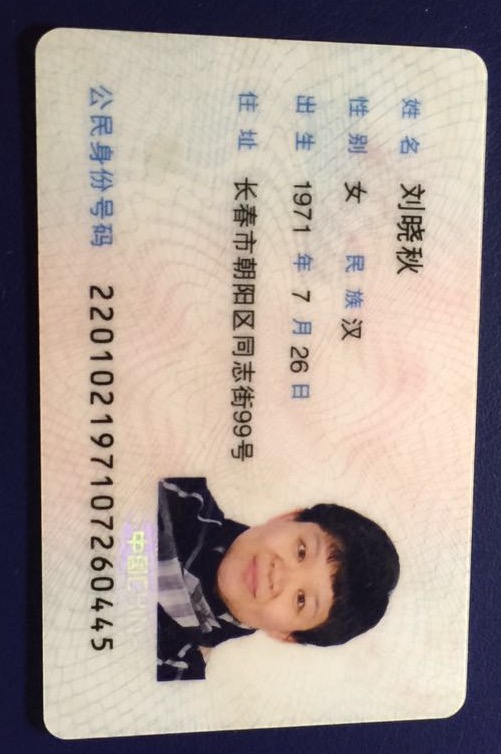 姓名 刘晓秋
性别 女 民族 汉
出生 1971 年 7 月 26 日
住址 长春市朝阳区同志街99号
公民身份号码 220102197107260445
中国